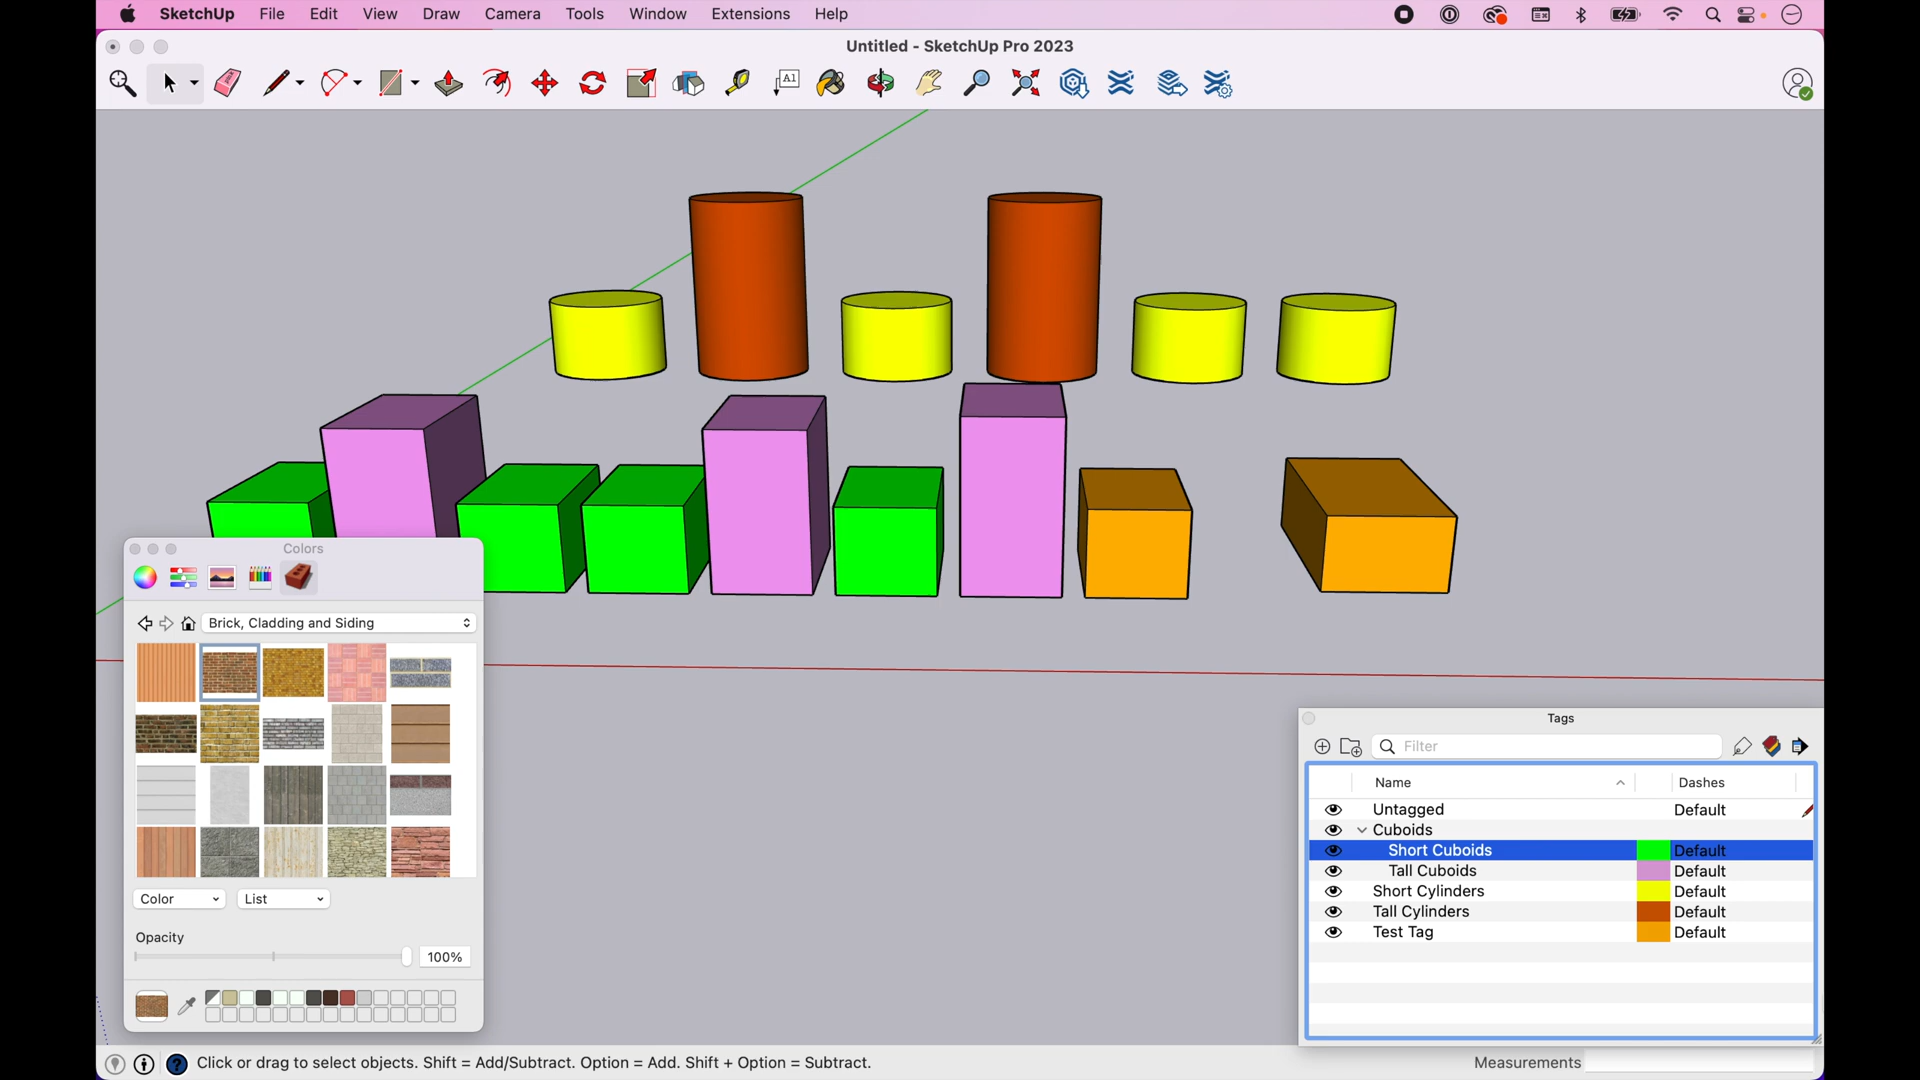 SketchUp File Edit View Draw Camera Tools Window Extensions Help
Untitled - SketchUp Pro 2023
A1
Colors
Brick, Cladding and Siding
Color List
Opacity
100%
Tags
Filter
Name Dashes
Untagged Default
Cuboids
Short Cuboids Default
Tall Cuboids Default
Short Cylinders Default
Tall Cylinders Default
Test Tag Default
Click or drag to select objects. Shift = Add/Subtract. Option = Add. Shift + Option = Subtract.
Measurements